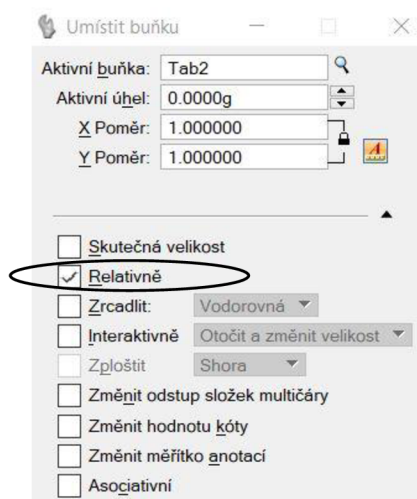 Umístit buňku
Aktivní buňka: Tab2
Aktivní úhel: 0.0000g
X Poměr: 1.000000
Y Poměr: 1.000000
Skutečná velikost
Relativně
Zrcadlit: Vodorovná
Interaktivně Otočit a změnit velikost
Zploštit Shora
Změnit odstup složek multičáry
Změnit hodnotu kóty
Změnit měřítko anotací
Asociativní